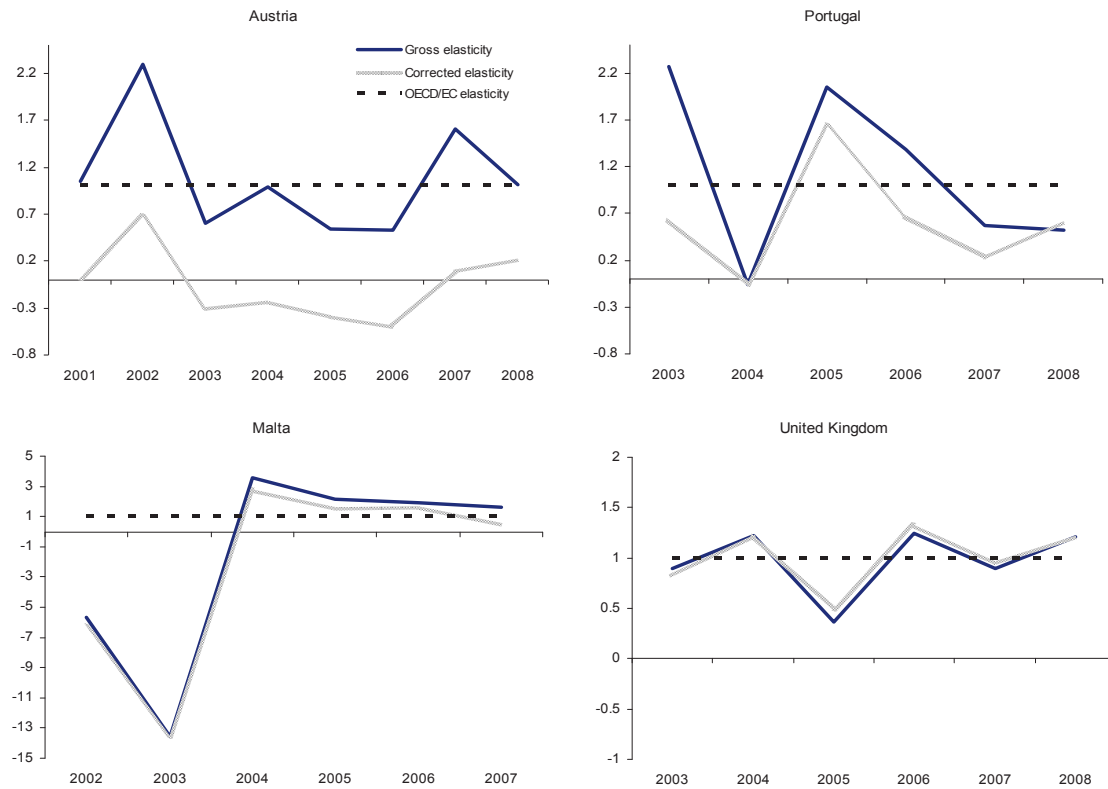 Austria
Gross elasticity
Corrected elasticity
OECD/EC elasticity
2.2
1.7
1.2
0.7
0.2
-0.3
-0.8
2001 2002 2003 2004 2005 2006 2007 2008
Portugal
2.2
1.7
1.2
0.7
0.2
-0.3
-0.8
2003 2004 2005 2006 2007 2008
Malta
5
3
1
-1
-3
-5
-7
-9
-11
-13
-15
2002 2003 2004 2005 2006 2007
United Kingdom
2
1.5
1
0.5
0
-0.5
-1
2003 2004 2005 2006 2007 2008